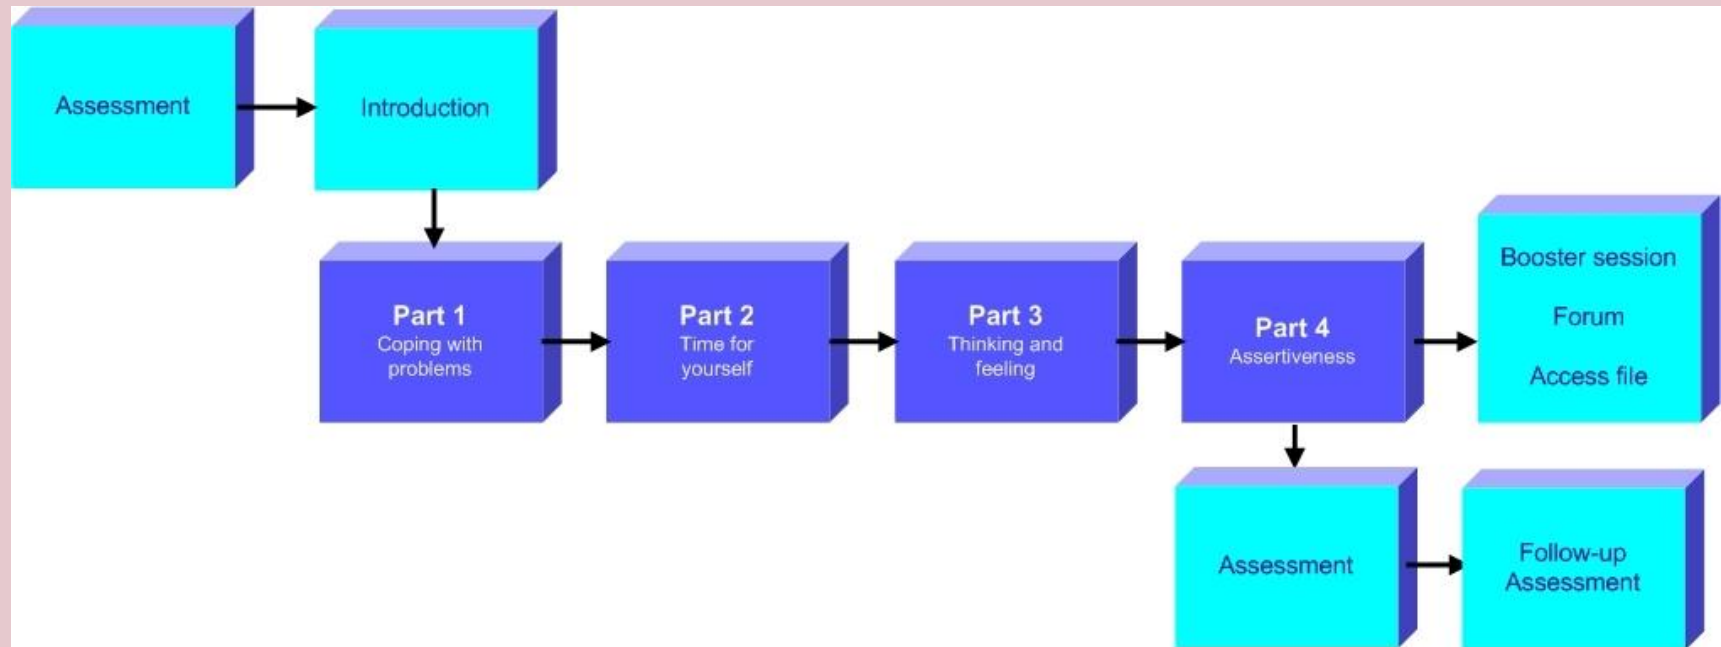 Assessment
Introduction
Part 1
Coping with
problems
Part 2
Time for
yourself
Part 3
Thinking and
feeling
Part 4
Assertiveness
Booster session
Forum
Access file
Assessment
Follow-up
Assessment